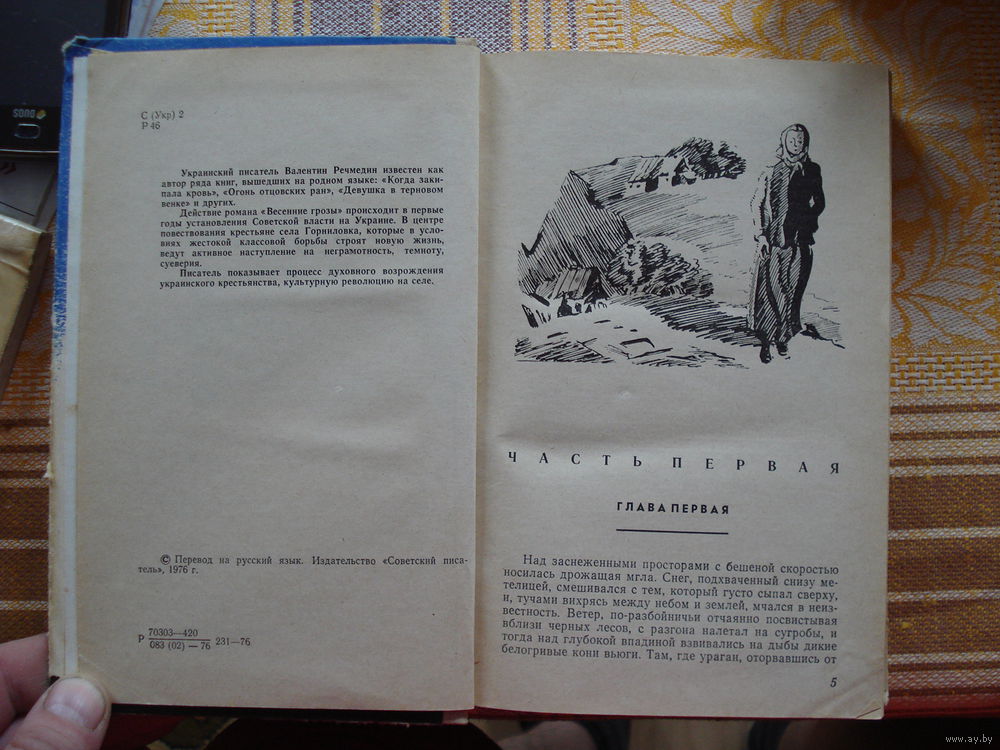 С (Укр) 2
Р 46
Украинский писатель Валентин Речмедин известен как
автор ряда книг, вышедших на родном языке: «Когда заки-
пала кровь», «Огонь отцовских ран», «Девушка в терновом
венке» и других.
Действие романа «Весенние грозы» происходит в первые
годы установления Советской власти на Украине. В центре
повествования крестьяне села Горниловка, которые в усло-
виях жестокой классовой борьбы строят новую жизнь,
ведут активное наступление на неграмотность, темноту,
суеверия.
Писатель показывает процесс духовного возрождения
украинского крестьянства, культурную революцию на селе.
© Перевод на русский язык. Издательство «Советский писа-
тель», 1976 г.
Р 70303—420
083 (02) — 76 231—76
ЧАСТЬ ПЕРВАЯ
ГЛАВА ПЕРВАЯ
Над заснеженными просторами с бешеной скоростью
носилась дрожащая мгла. Снег, подхваченный снизу ме-
телицей, смешивался с тем, который густо сыпал сверху,
и, тучами вихрясь между небом и землей, мчался в неиз-
вестность. Ветер, по-разбойничьи отчаянно посвистывая
вблизи черных лесов, с разгона налетал на сугробы, и
тогда над глубокой впадиной взвивались на дыбы дикие
белогривые кони вьюги. Там, где ураган, оторвавшись от
5
www.ay.by